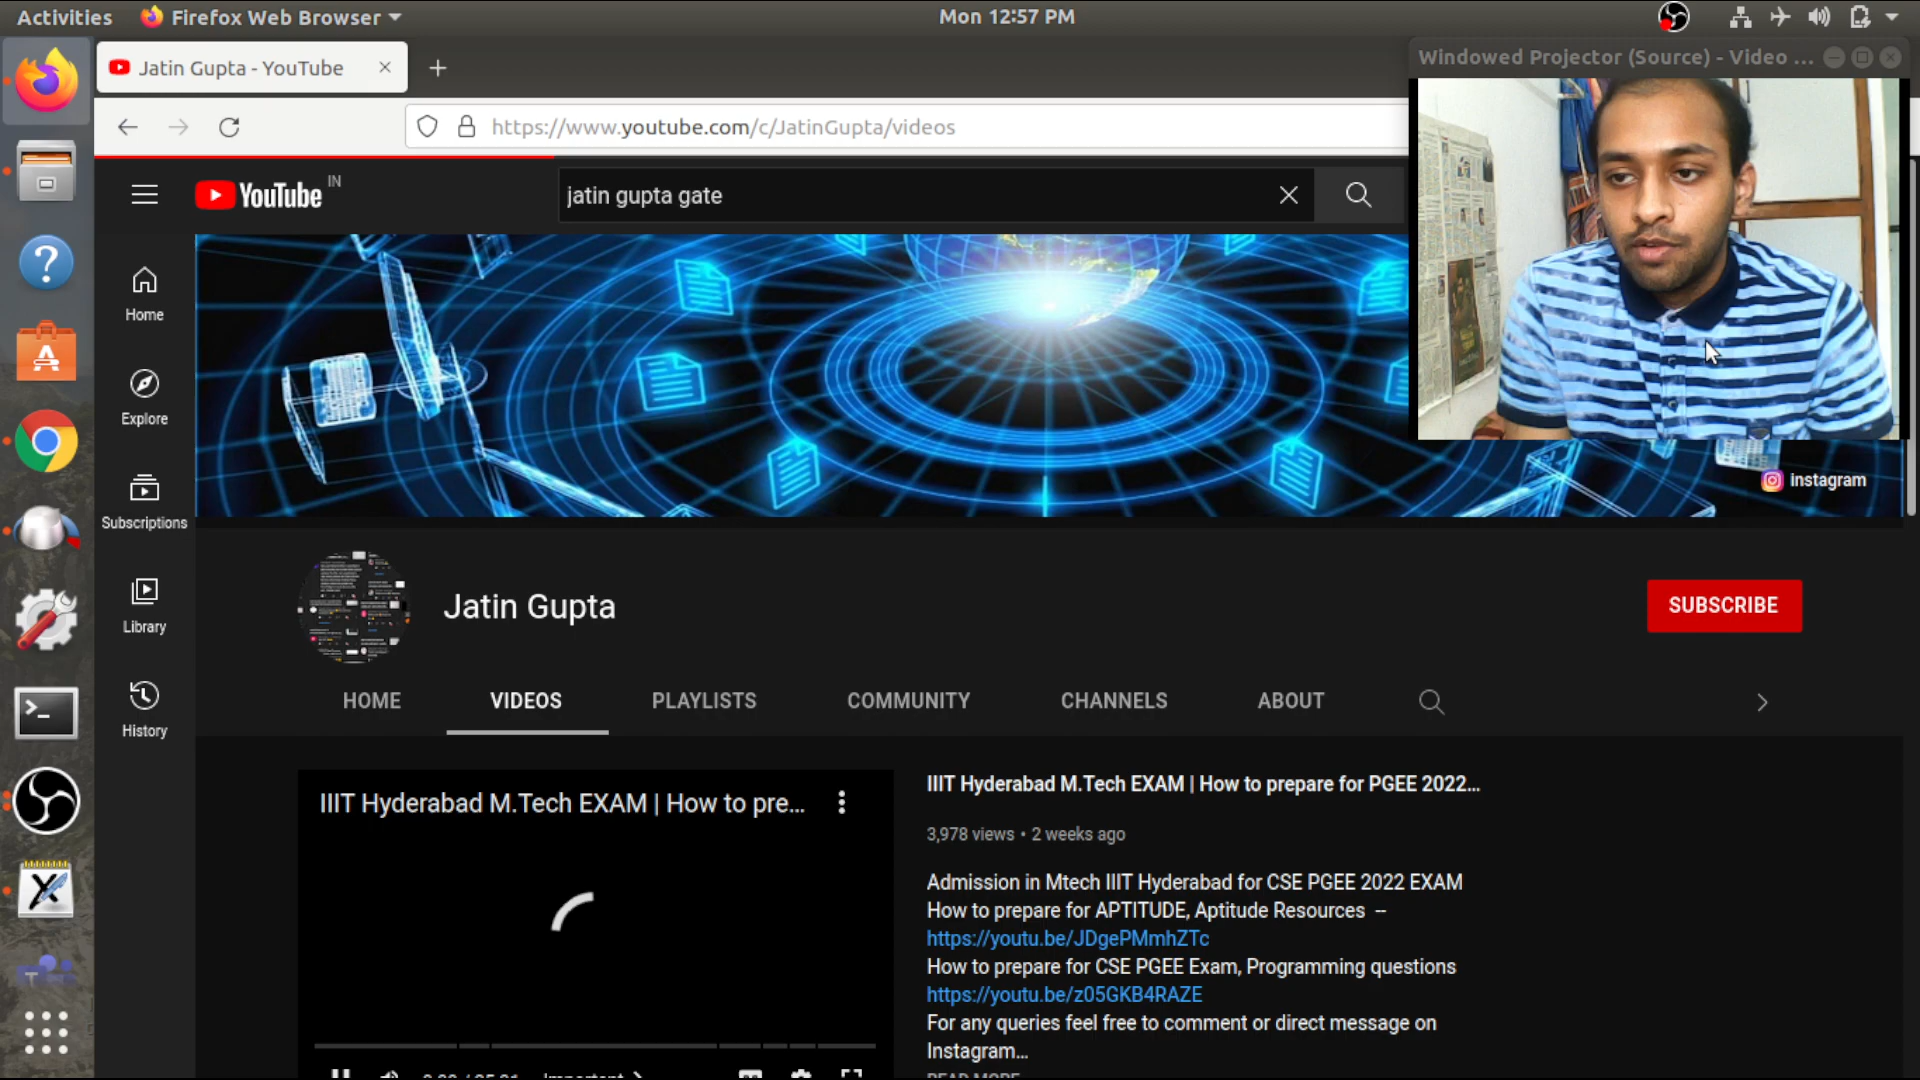 Activities
Firefox Web Browser
Mon 12:57 PM
Jatin Gupta - YouTube
Windowed Projector (Source) - Video ...
https://www.youtube.com/c/JatinGupta/videos
YouTube IN
jatin gupta gate
Home
Explore
Subscriptions
Library
History
instagram
Jatin Gupta
SUBSCRIBE
HOME
VIDEOS
PLAYLISTS
COMMUNITY
CHANNELS
ABOUT
IIIT Hyderabad M.Tech EXAM | How to pre...
IIIT Hyderabad M.Tech EXAM | How to prepare for PGEE 2022...
3,978 views • 2 weeks ago
Admission in Mtech IIIT Hyderabad for CSE PGEE 2022 EXAM
How to prepare for APTITUDE, Aptitude Resources --
https://youtu.be/JDgePMmhZTc
How to prepare for CSE PGEE Exam, Programming questions
https://youtu.be/z05GKB4RAZE
For any queries feel free to comment or direct message on
Instagram...
READ MORE